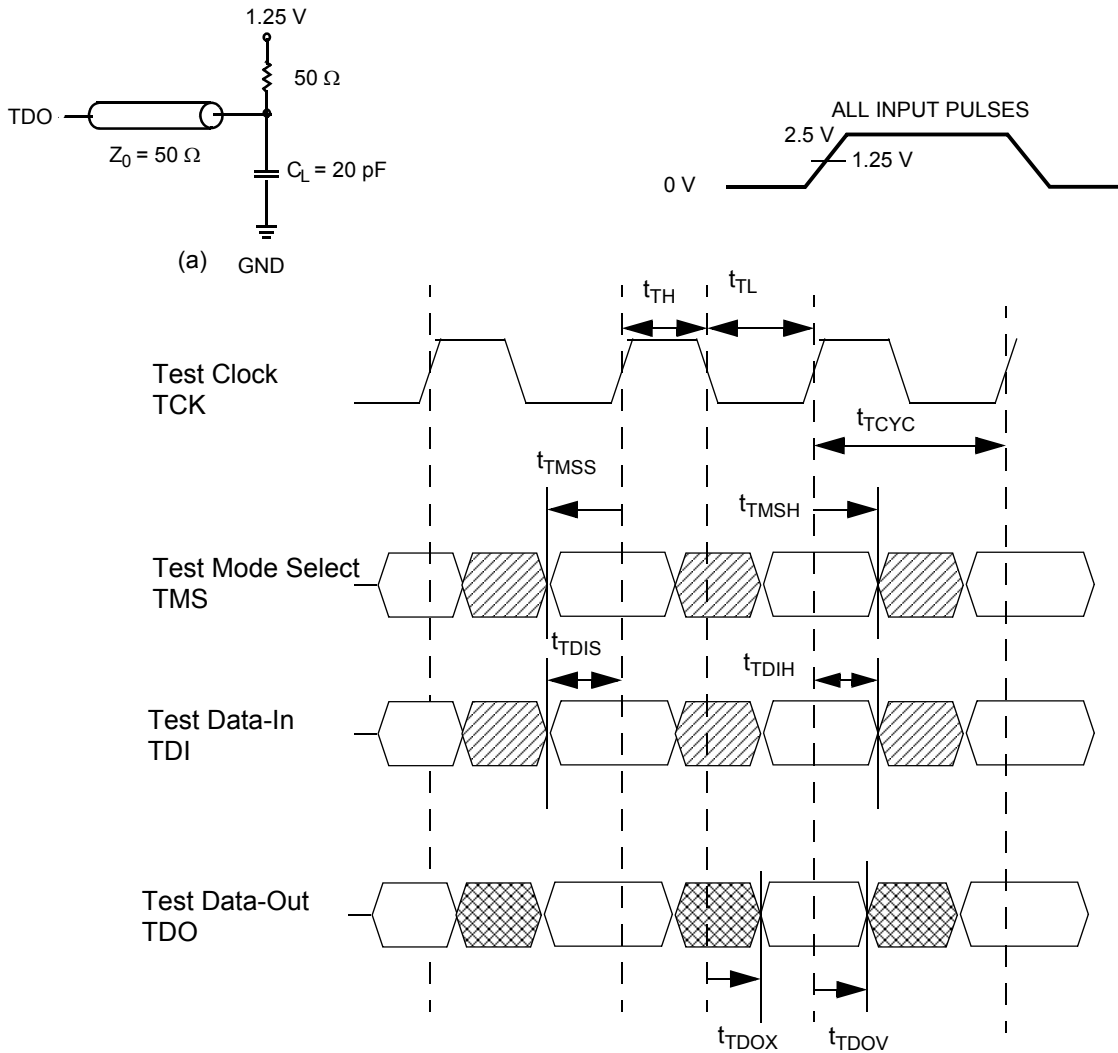 1.25 V
50 Ω
TDO
Z0 = 50 Ω
CL = 20 pF
(a)
GND
ALL INPUT PULSES
2.5 V
1.25 V
0 V
tTH
tTL
Test Clock
TCK
tTCYC
tTMSS
tTMSH
Test Mode Select
TMS
tTDIS
tTDIH
Test Data-In
TDI
Test Data-Out
TDO
tTDOX
tTDOV